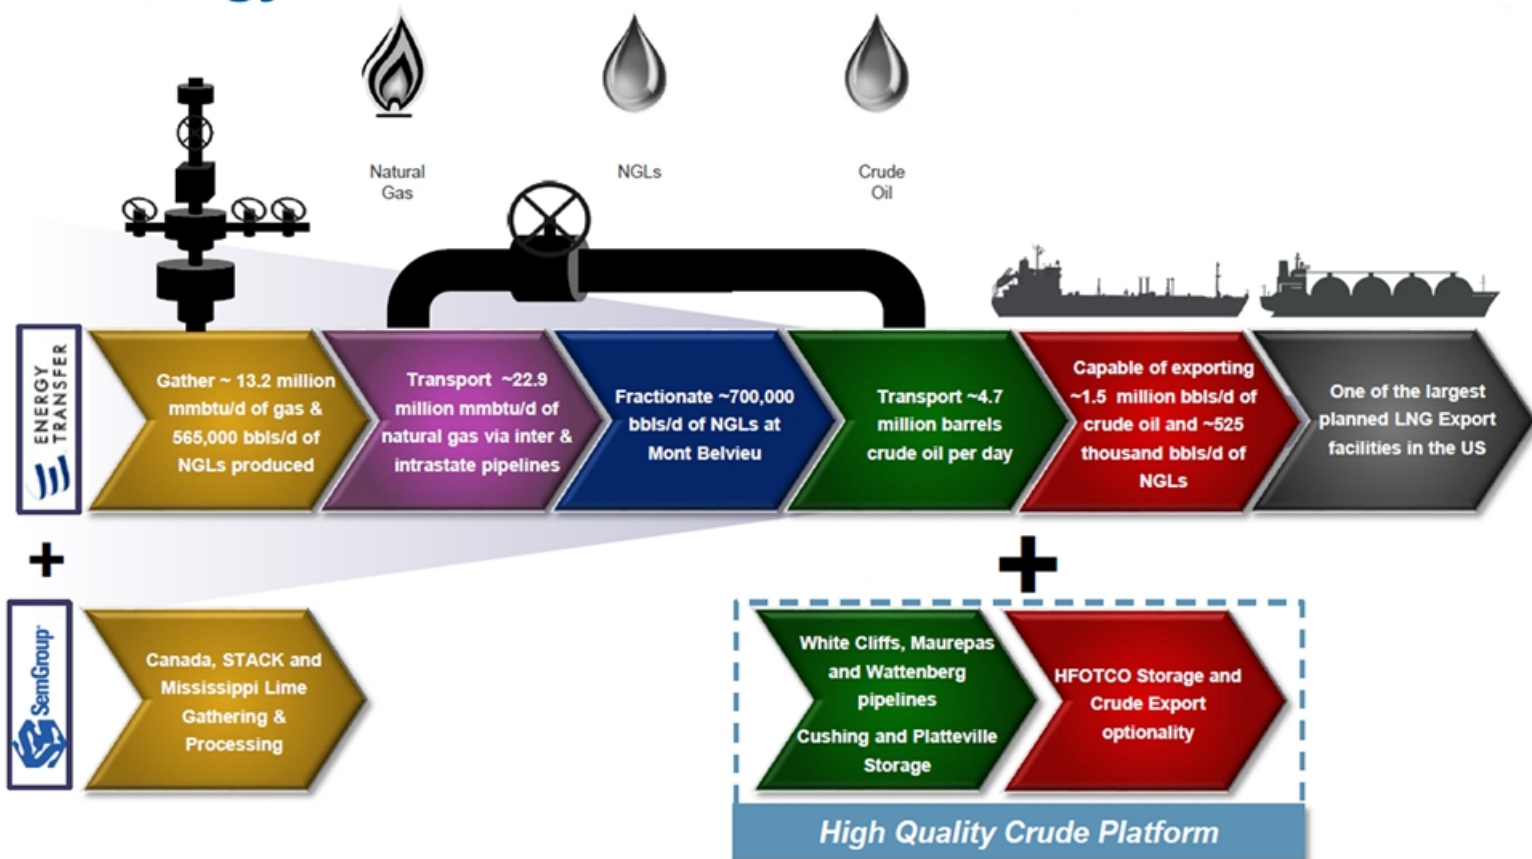 Natural
Gas
NGLs
Crude
Oil
ENERGY
TRANSFER
Gather ~ 13.2 million
mmbtu/d of gas &
565,000 bbls/d of
NGLs produced
Transport ~22.9
million mmbtu/d of
natural gas via inter &
intrastate pipelines
Fractionate ~700,000
bbls/d of NGLs at
Mont Belvieu
Transport ~4.7
million barrels
crude oil per day
Capable of exporting
~1.5 million bbls/d of
crude oil and ~525
thousand bbls/d of
NGLs
One of the largest
planned LNG Export
facilities in the US
+
+
SemGroup
Canada, STACK and
Mississippi Lime
Gathering &
Processing
White Cliffs, Maurepas
and Wattenberg
pipelines
Cushing and Platteville
Storage
HFOTCO Storage and
Crude Export
optionality
High Quality Crude Platform